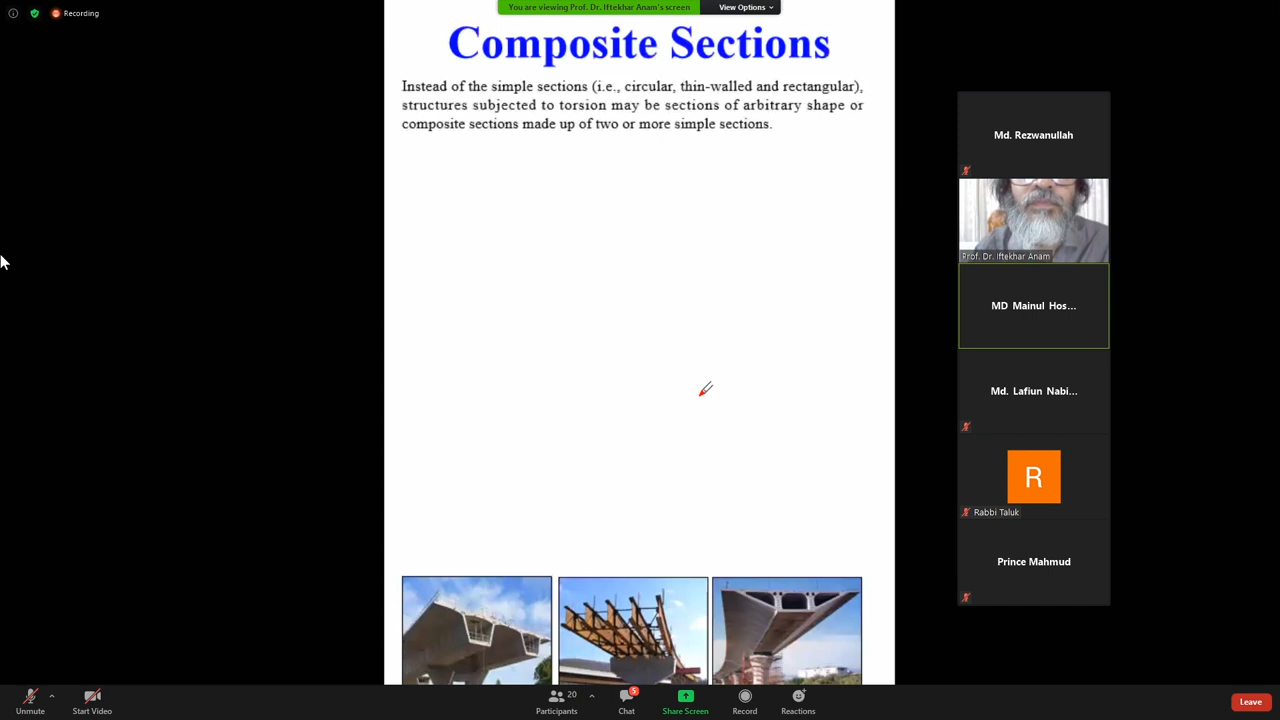 Recording
You are viewing Prof. Dr. Iftekhar Anam's screen
View Options
Composite Sections
Instead of the simple sections (i.e., circular, thin-walled and rectangular),
structures subjected to torsion may be sections of arbitrary shape or
composite sections made up of two or more simple sections.
Md. Rezwanullah
Prof. Dr. Iftekhar Anam
MD Mainul Hos...
Md. Lafiun Nabi...
R
Rabbi Taluk
Prince Mahmud
Unmute
Start Video
Participants
20
Chat
5
Share Screen
Record
Reactions
Leave